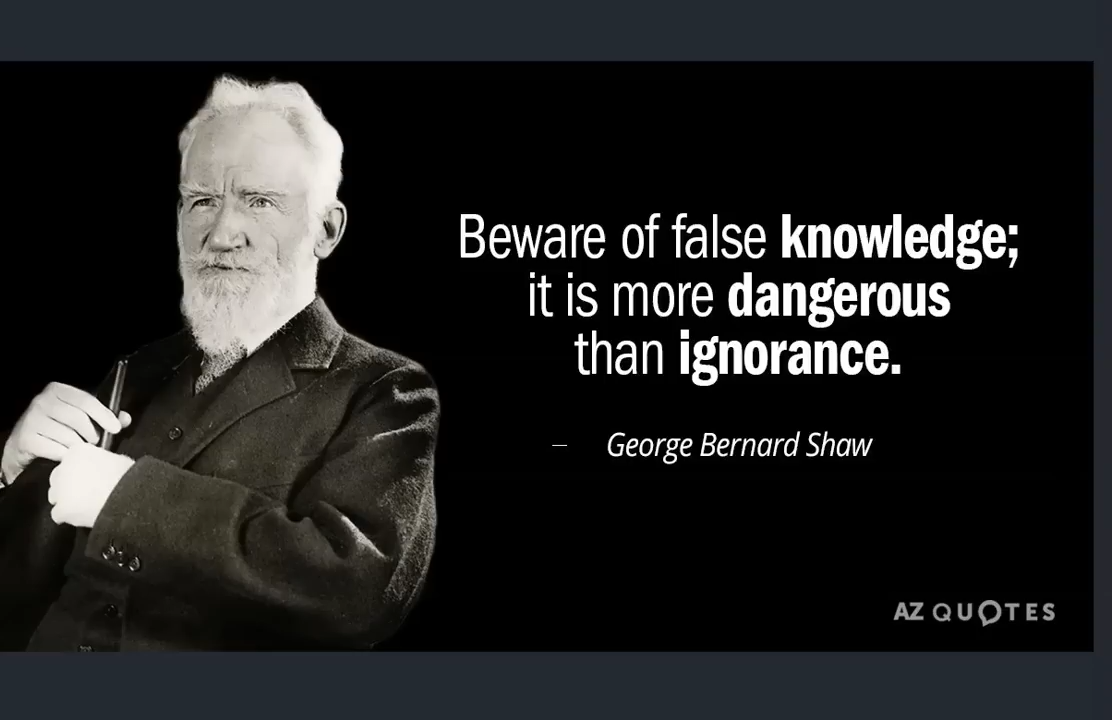 Beware of false knowledge;
it is more dangerous
than ignorance.
– George Bernard Shaw
AZ QUOTES